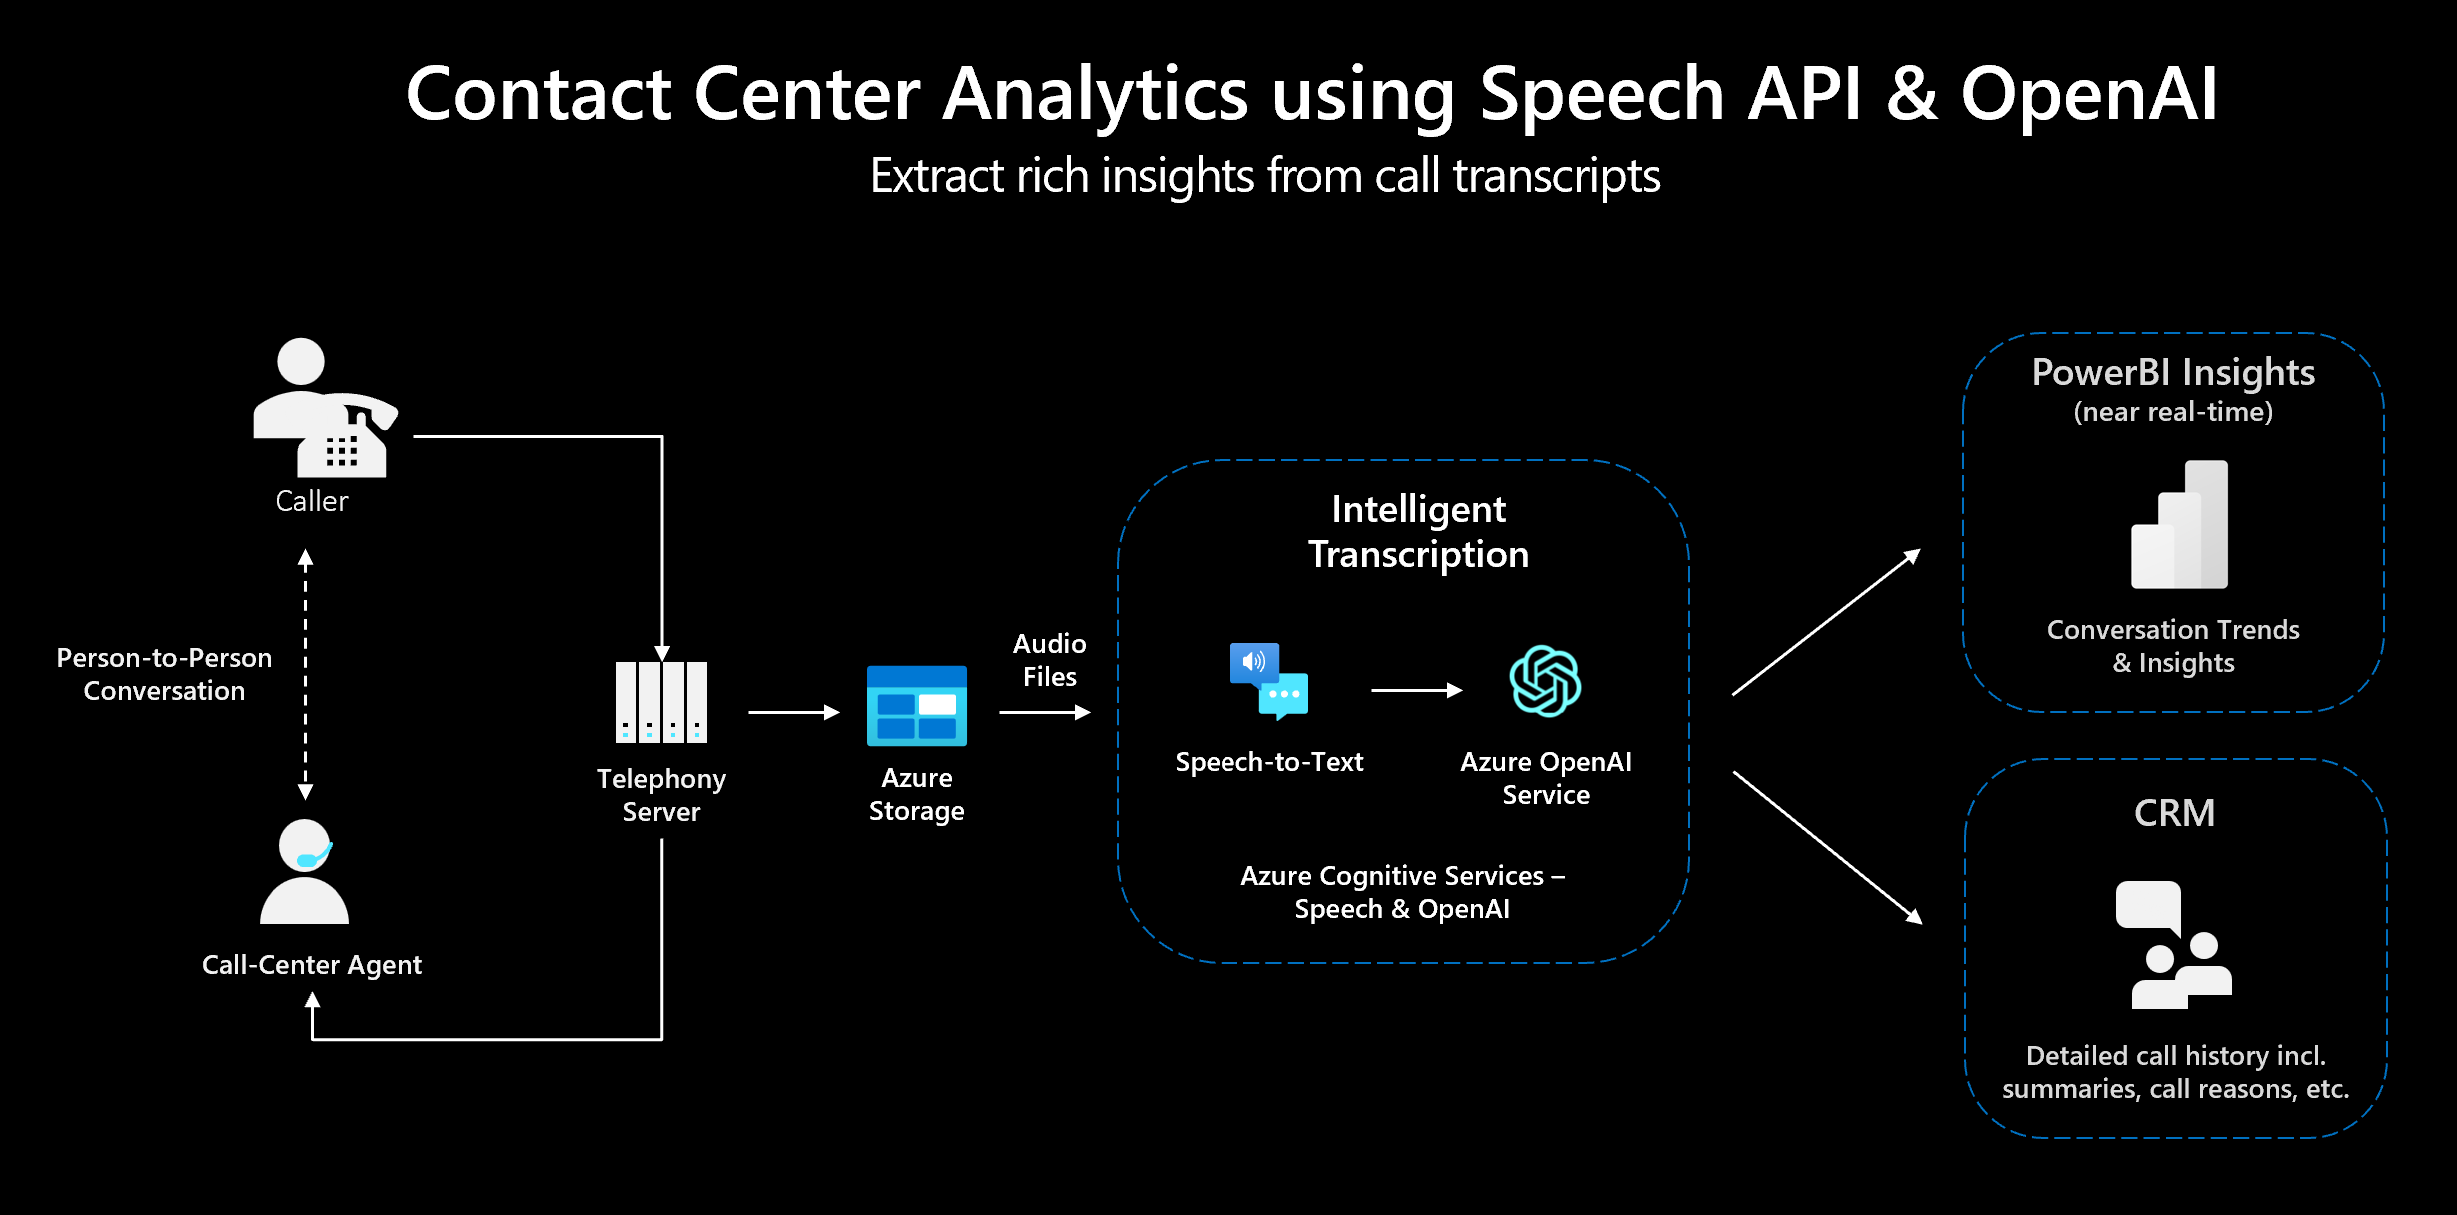 Contact Center Analytics using Speech API & OpenAI
Extract rich insights from call transcripts
Caller
Person-to-Person
Conversation
Call-Center Agent
Telephony
Server
Azure
Storage
Audio
Files
Intelligent
Transcription
Speech-to-Text
Azure OpenAI
Service
Azure Cognitive Services –
Speech & OpenAI
PowerBI Insights
(near real-time)
Conversation Trends
& Insights
CRM
Detailed call history incl.
summaries, call reasons, etc.